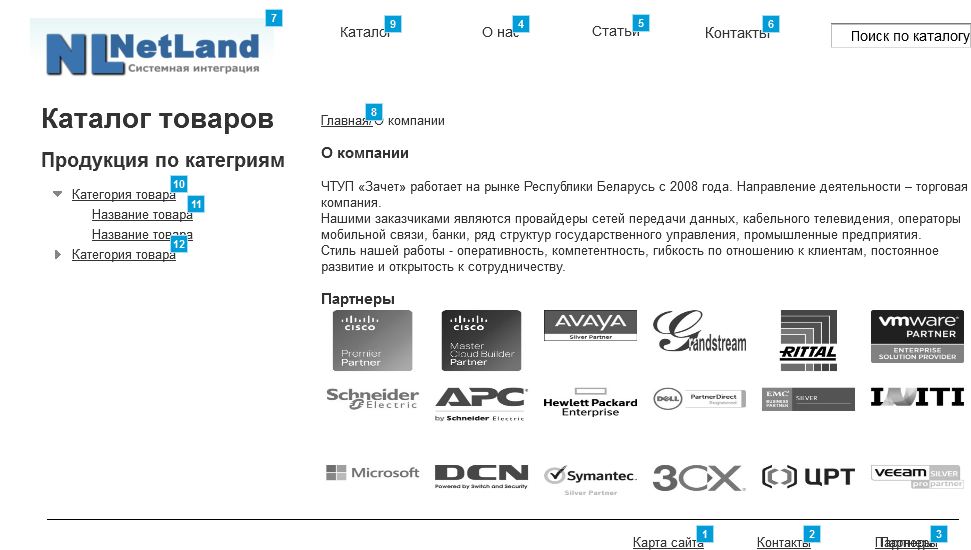 7
NL NetLand
Системная интеграция
Каталог 9
О нас 4
Статьи 5
Контакты 6
Поиск по каталогу
Каталог товаров
Продукция по категриям
Категория товара 10
Название товара 11
Название товара
Категория товара 12
Главная/О компании 8
О компании
ЧТУП «Зачет» работает на рынке Республики Беларусь с 2008 года. Направление деятельности – торговая
компания.
Нашими заказчиками являются провайдеры сетей передачи данных, кабельного телевидения, операторы
мобильной связи, банки, ряд структур государственного управления, промышленные предприятия.
Стиль нашей работы - оперативность, компетентность, гибкость по отношению к клиентам, постоянное
развитие и открытость к сотрудничеству.
Партнеры
CISCO
Premier
Partner
CISCO
Master
Cloud Builder
Partner
AVAYA
Silver Partner
Grandstream
RITTAL
vmware
PARTNER
ENTERPRISE
SOLUTION PROVIDER
Schneider
Electric
APC
by Schneider Electric
Hewlett Packard
Enterprise
DELL
PartnerDirect
Registered
EMC²
BUSINESS
PARTNER
SILVER
INITI
Microsoft
DCN
Powered by Switch and Security
Symantec.
Silver Partner
3CX
ЦРТ
veeam SILVER
pro partner
Карта сайта 1
Контакты 2
Партнеры 3